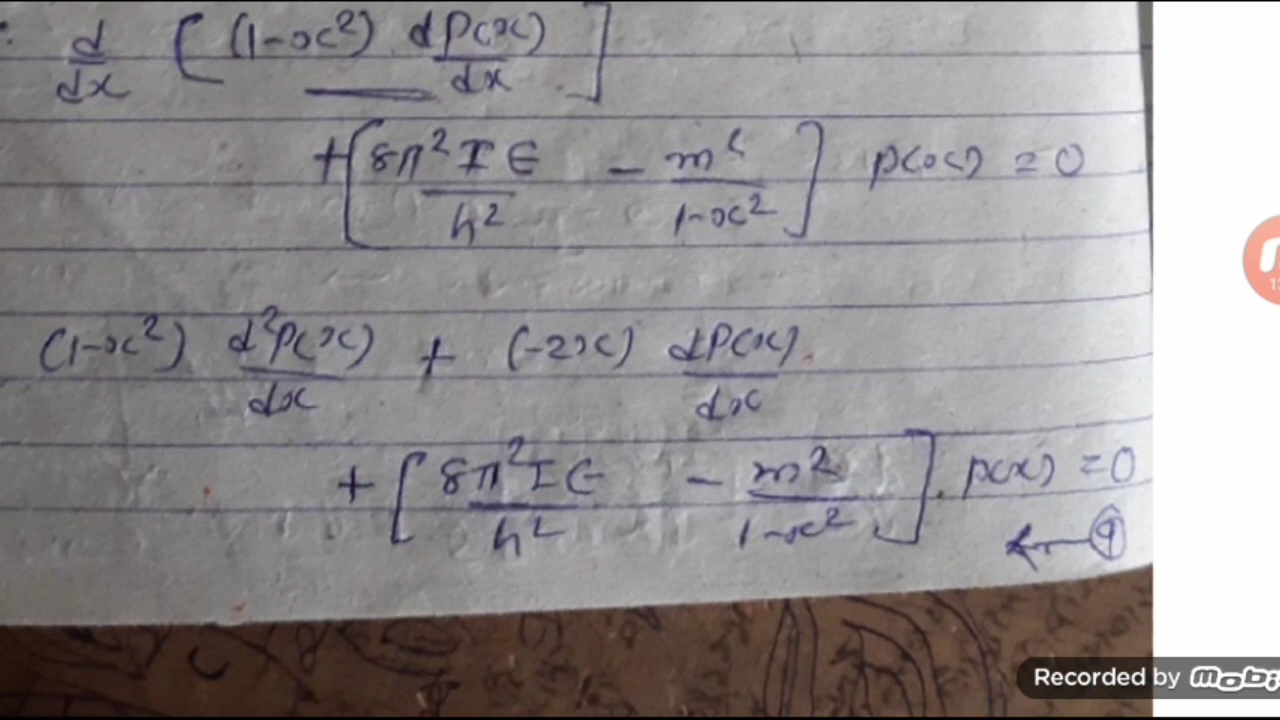 : d/dx [ (1-x²) dP(x)/dx ]
+ [ 8π²IE/h² - m²/1-x² ] P(x) = 0
(1-x²) d²P(x)/dx + (-2x) dP(x)/dx
+ [ 8π²IE/h² - m²/1-x² ] . P(x) = 0
← 9
Recorded by